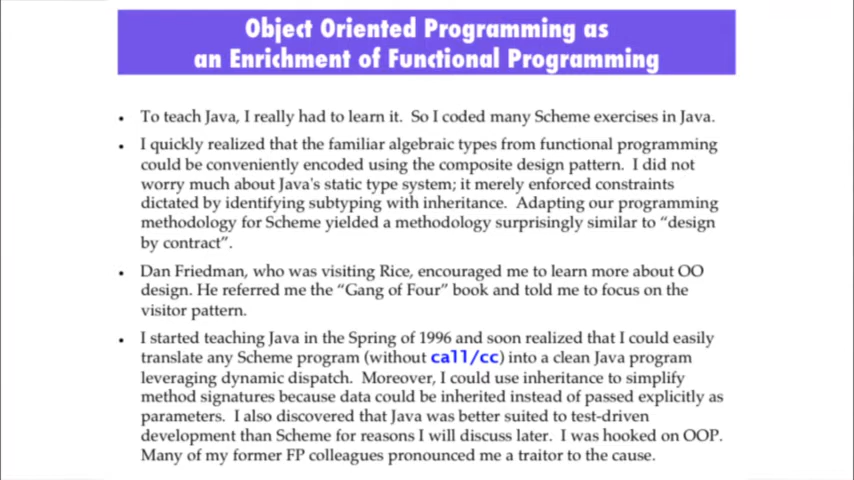 Object Oriented Programming as
an Enrichment of Functional Programming
• To teach Java, I really had to learn it. So I coded many Scheme exercises in Java.
• I quickly realized that the familiar algebraic types from functional programming
could be conveniently encoded using the composite design pattern. I did not
worry much about Java's static type system; it merely enforced constraints
dictated by identifying subtyping with inheritance. Adapting our programming
methodology for Scheme yielded a methodology surprisingly similar to “design
by contract”.
• Dan Friedman, who was visiting Rice, encouraged me to learn more about OO
design. He referred me the “Gang of Four” book and told me to focus on the
visitor pattern.
• I started teaching Java in the Spring of 1996 and soon realized that I could easily
translate any Scheme program (without call/cc) into a clean Java program
leveraging dynamic dispatch. Moreover, I could use inheritance to simplify
method signatures because data could be inherited instead of passed explicitly as
parameters. I also discovered that Java was better suited to test-driven
development than Scheme for reasons I will discuss later. I was hooked on OOP.
Many of my former FP colleagues pronounced me a traitor to the cause.